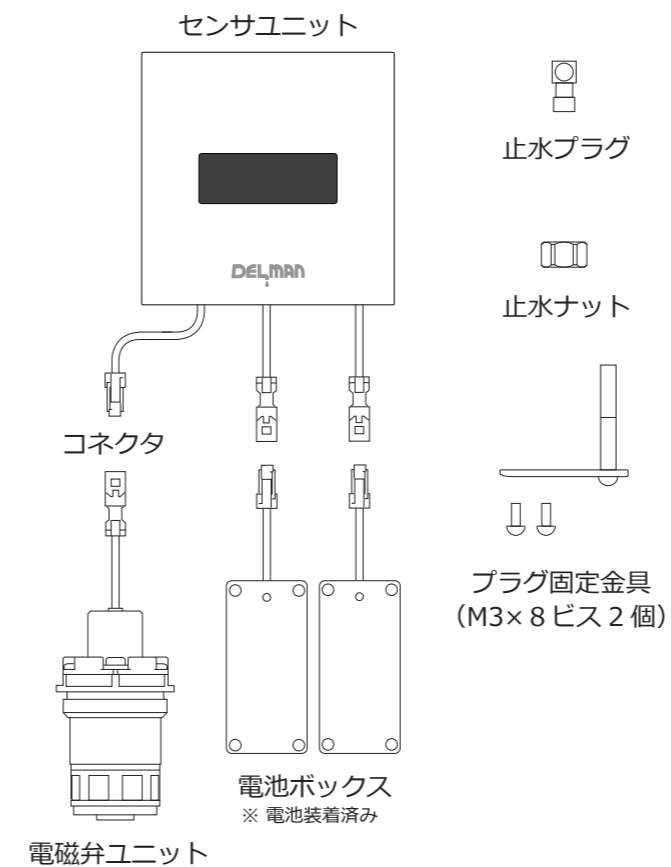 センサユニット
DELMAN
コネクタ
電磁弁ユニット
電池ボックス
※ 電池装着済み
止水プラグ
止水ナット
プラグ固定金具
（M3×８ビス２個）